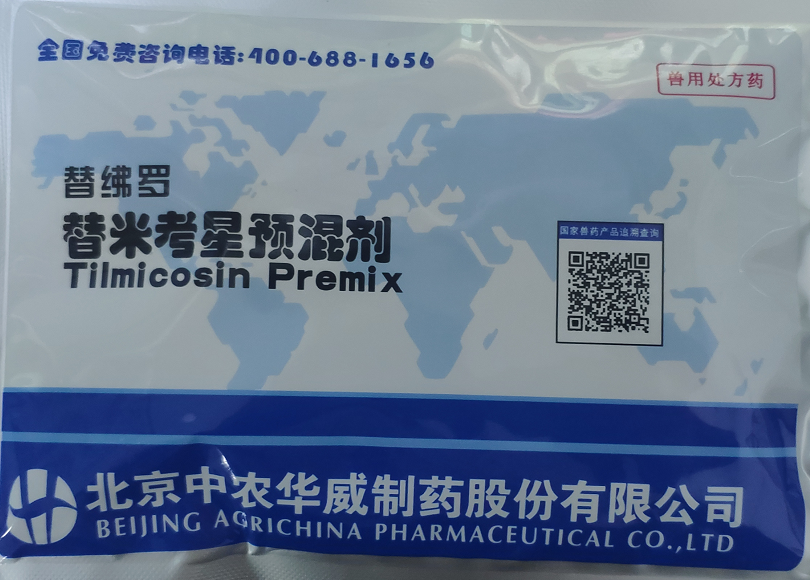 全国免费咨询电话:400-688-1656
兽用处方药
替绋罗
替米考星预混剂
Tilmicosin Premix
国家兽药产品追溯查询
北京中农华威制药股份有限公司
BEIJING AGRICHINA PHARMACEUTICAL CO.,LTD